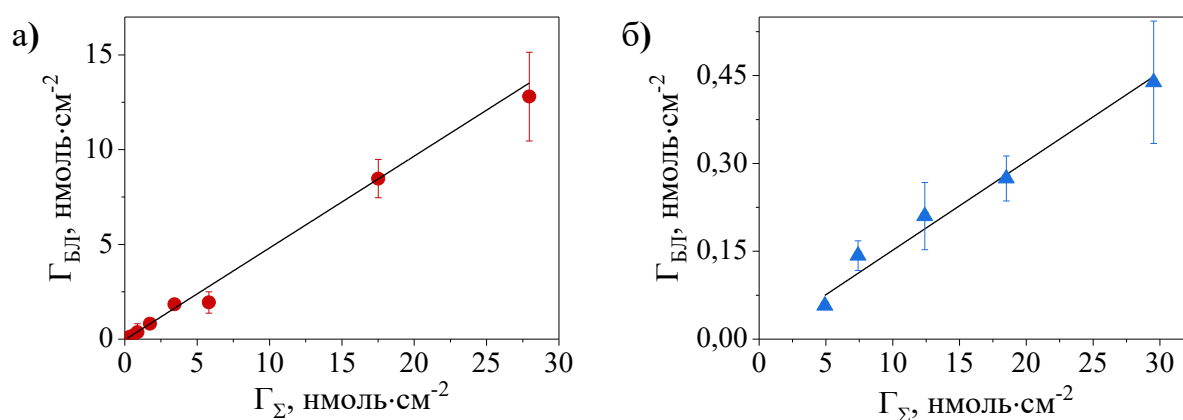 а)
Γ_БЛ, нмоль·см⁻²
15
10
5
0
0 5 10 15 20 25 30
Γ_Σ, нмоль·см⁻²
б)
Γ_БЛ, нмоль·см⁻²
0,45
0,30
0,15
0,00
0 5 10 15 20 25 30
Γ_Σ, нмоль·см⁻²